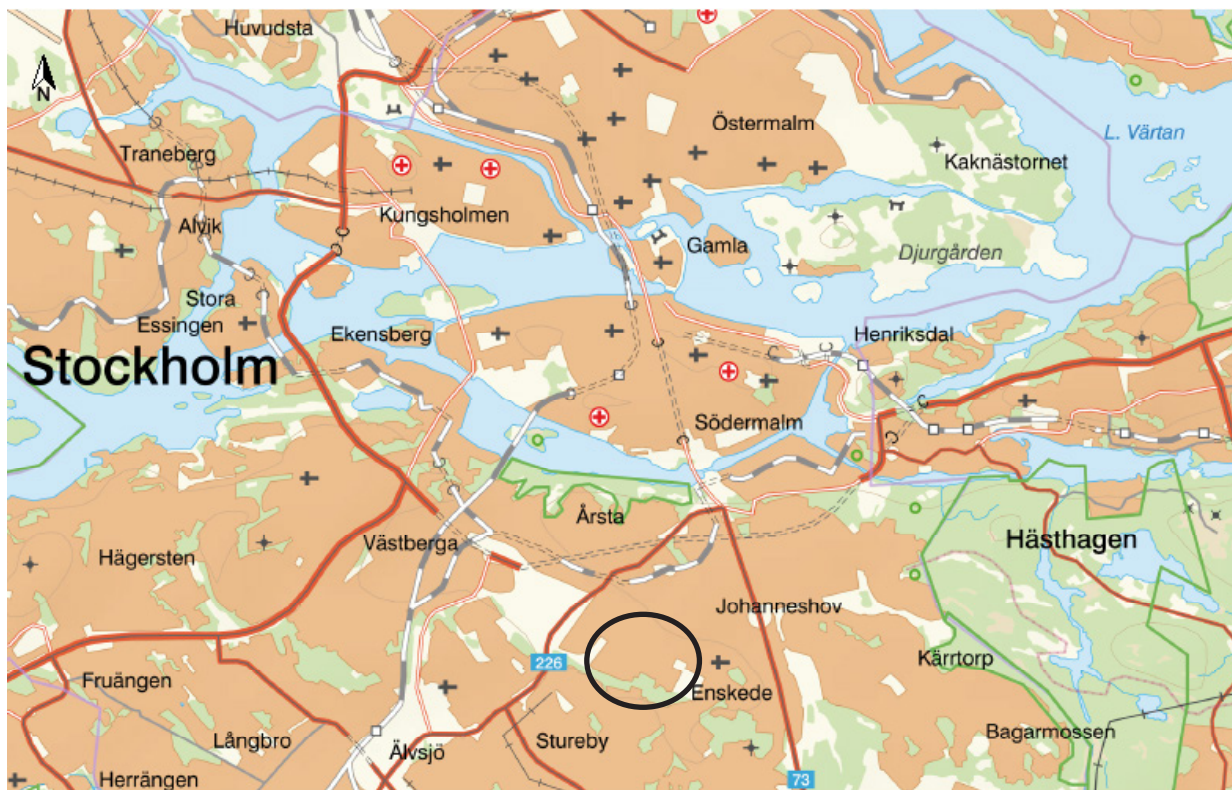 Huvudsta
N
Östermalm
L. Värtan
Traneberg
Kaknästornet
Kungsholmen
Alvik
Gamla
Djurgården
Stora
Essingen
Ekensberg
Henriksdal
Stockholm
Södermalm
Årsta
Västberga
Hästhagen
Hägersten
Johanneshov
226
Kärrtorp
Fruängen
Enskede
Bagarmossen
Långbro
Älvsjö
Stureby
Herrängen
73